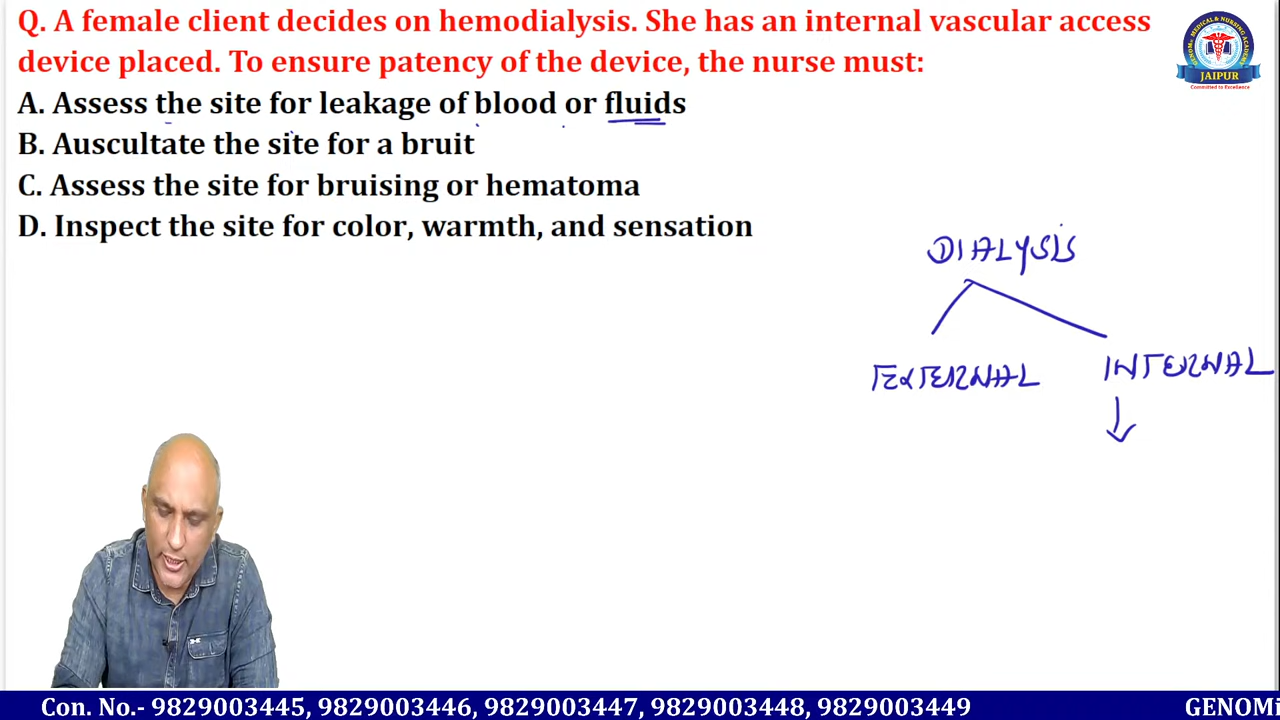 Q. A female client decides on hemodialysis. She has an internal vascular access
device placed. To ensure patency of the device, the nurse must:
A. Assess the site for leakage of blood or fluids
B. Auscultate the site for a bruit
C. Assess the site for bruising or hematoma
D. Inspect the site for color, warmth, and sensation
JAIPUR
Committed to Excellence
DIALYSIS
EXTERNAL
INTERNAL
Con. No.- 9829003445, 9829003446, 9829003447, 9829003448, 9829003449
GENOM